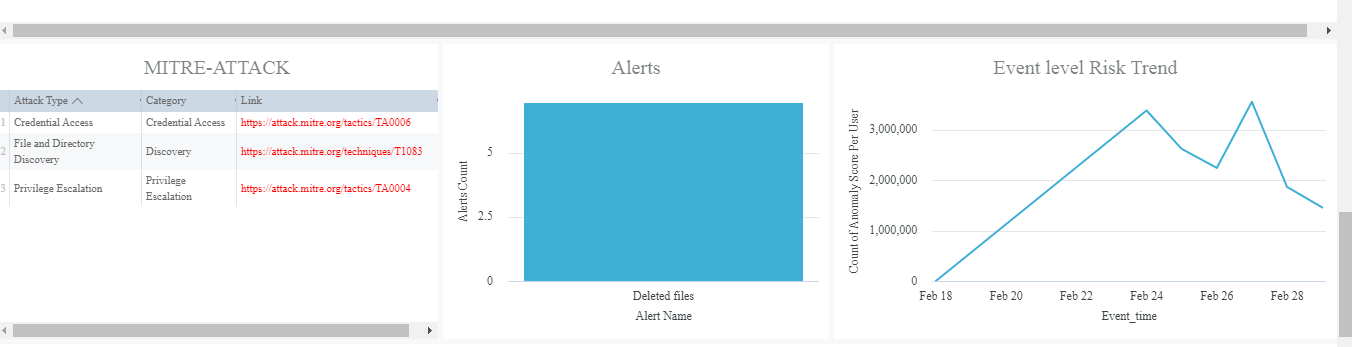 MITRE-ATTACK
Attack Type Category Link
1 Credential Access Credential Access https://attack.mitre.org/tactics/TA0006
2 File and Directory Discovery Discovery https://attack.mitre.org/techniques/T1083
3 Privilege Escalation Privilege Escalation https://attack.mitre.org/tactics/TA0004
Alerts
Alerts Count
5
2.5
0
Deleted files
Alert Name
Event level Risk Trend
Count of Anomaly Score Per User
3,000,000
2,000,000
1,000,000
0
Feb 18 Feb 20 Feb 22 Feb 24 Feb 26 Feb 28
Event_time